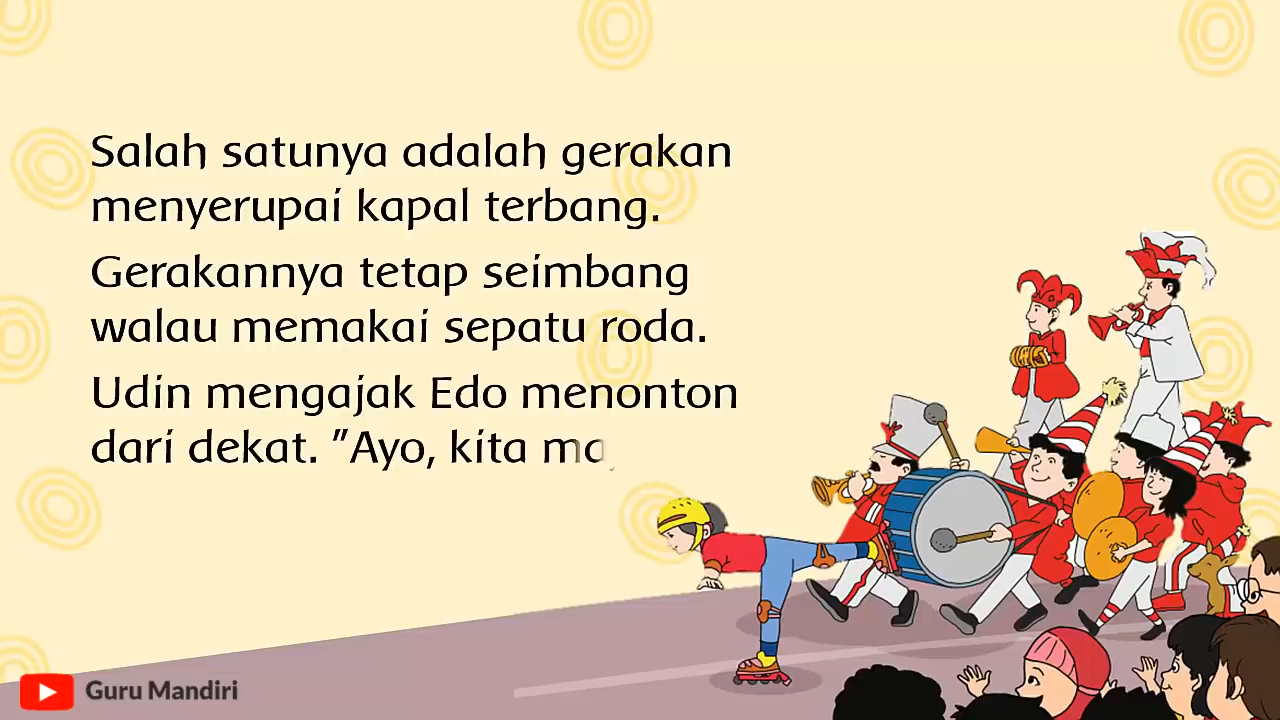 Salah satunya adalah gerakan
menyerupai kapal terbang.
Gerakannya tetap seimbang
walau memakai sepatu roda.
Udin mengajak Edo menonton
dari dekat. "Ayo, kita
Guru Mandiri